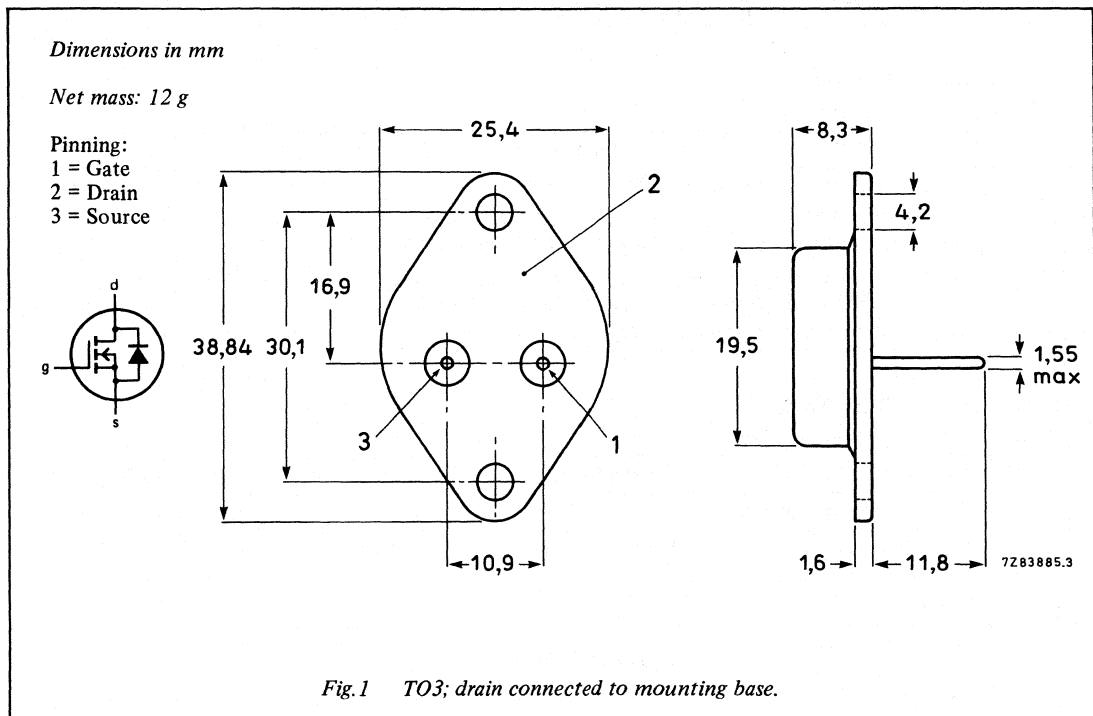 Dimensions in mm
Net mass: 12 g
Pinning:
1 = Gate
2 = Drain
3 = Source
d
g
s
25,4
2
16,9
38,84
30,1
3
1
10,9
8,3
4,2
19,5
1,55
max
1,6
11,8
7Z83885.3
Fig.1 TO3; drain connected to mounting base.